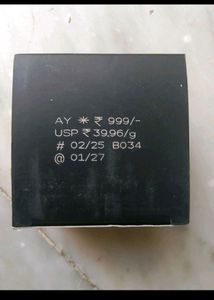 AY * ₹ 999/-
USP ₹ 39.96/g
# 02/25 B034
@ 01/27